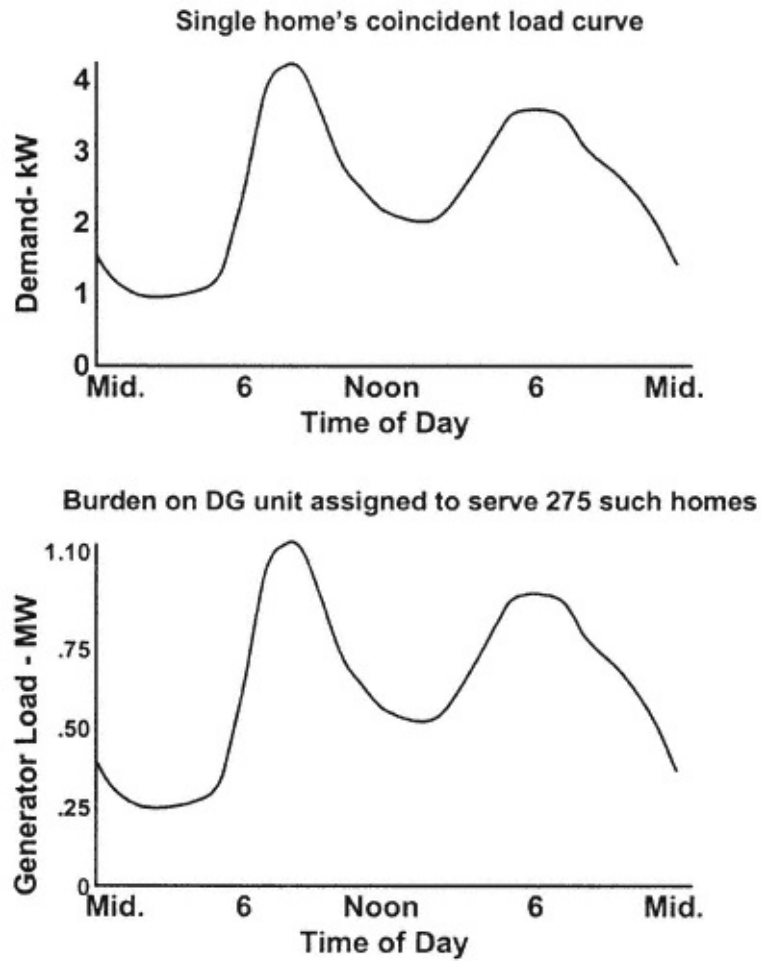 Single home's coincident load curve
Demand- kW
4
3
2
1
0
Mid. 6 Noon 6 Mid.
Time of Day
Burden on DG unit assigned to serve 275 such homes
Generator Load - MW
1.10
.75
.50
.25
0
Mid. 6 Noon 6 Mid.
Time of Day